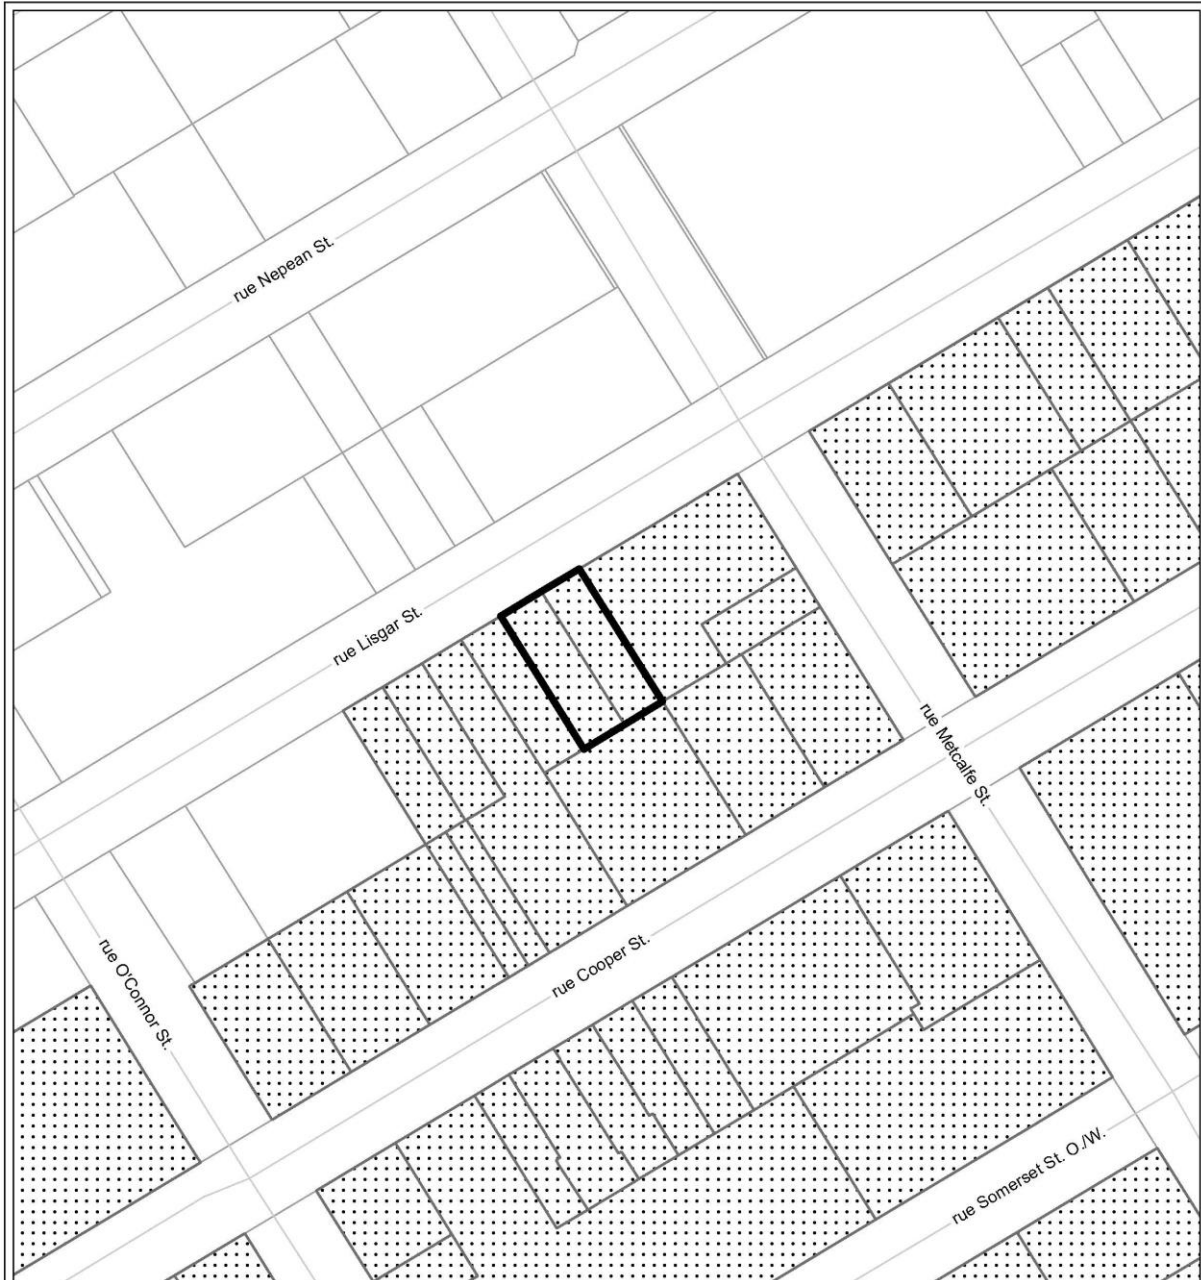 rue Nepean St.
rue Lisgar St.
rue Metcalfe St.
rue O'Connor St.
rue Cooper St.
rue Somerset St. O./W.